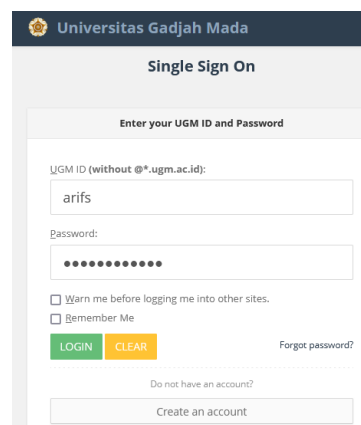 Universitas Gadjah Mada
Single Sign On
Enter your UGM ID and Password
UGM ID (without @*.ugm.ac.id):
arifs
Password:
●●●●●●●●●●●●
Warn me before logging me into other sites.
Remember Me
LOGIN CLEAR Forgot password?
Do not have an account?
Create an account